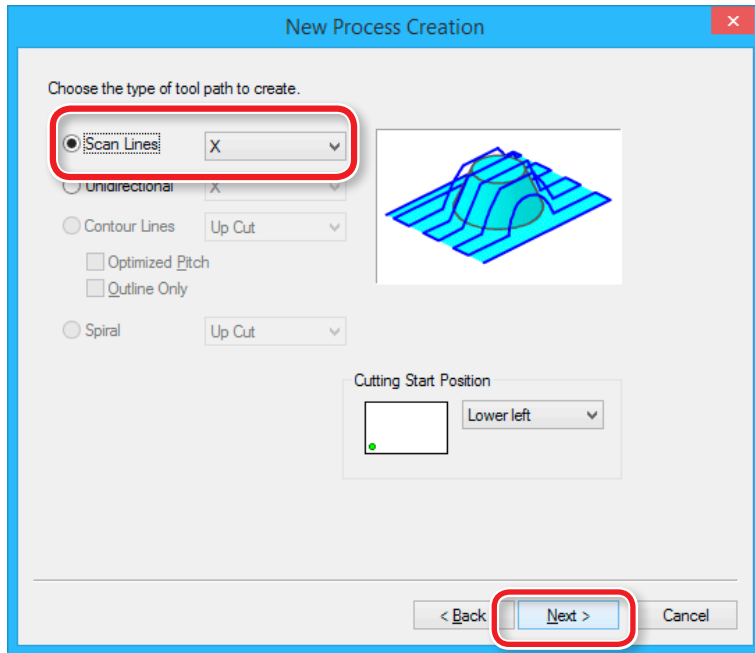 New Process Creation
×
Choose the type of tool path to create.
Scan Lines X
Unidirectional X
Contour Lines Up Cut
Optimized Pitch
Outline Only
Spiral Up Cut
Cutting Start Position
Lower left
< Back Next > Cancel